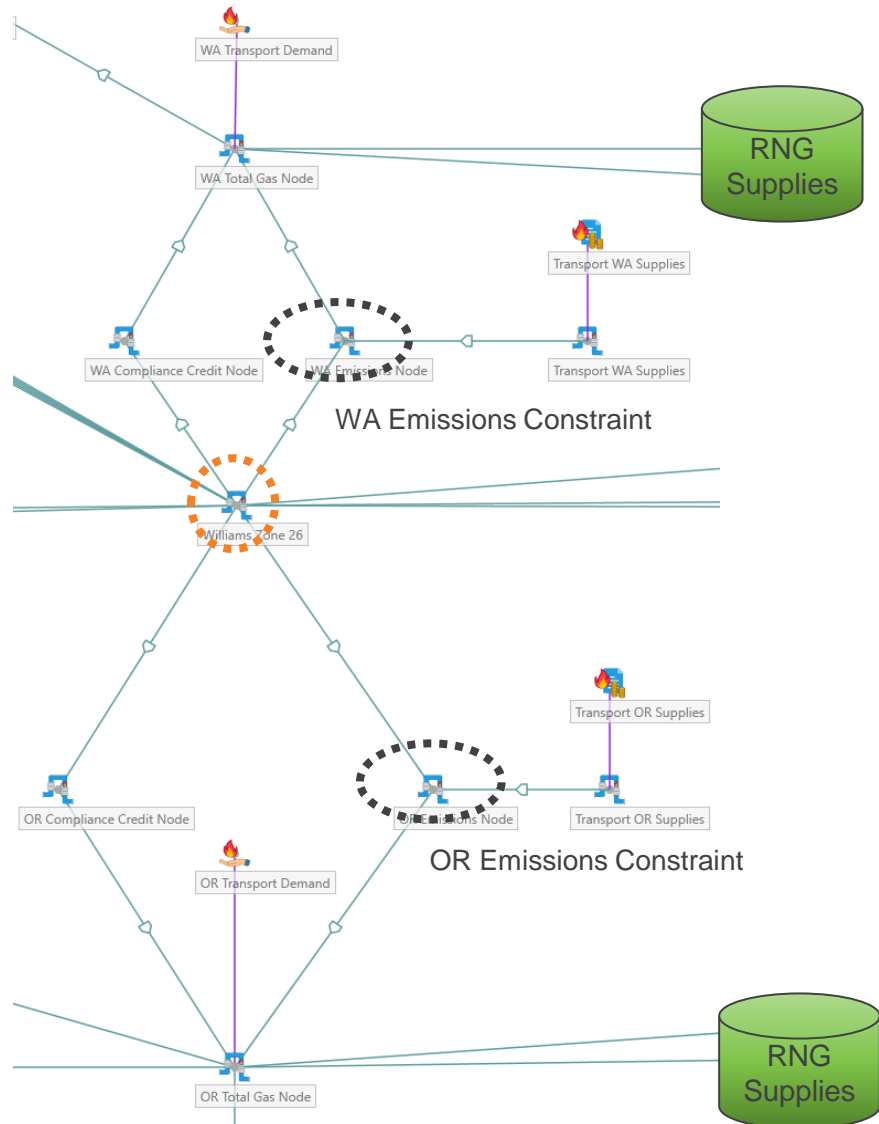 WA Transport Demand
RNG
Supplies
WA Total Gas Node
Transport WA Supplies
WA Compliance Credit Node
WA Emissions Node
Transport WA Supplies
WA Emissions Constraint
Williams Zone 26
Transport OR Supplies
OR Compliance Credit Node
OR Emissions Node
Transport OR Supplies
OR Emissions Constraint
OR Transport Demand
RNG
Supplies
OR Total Gas Node